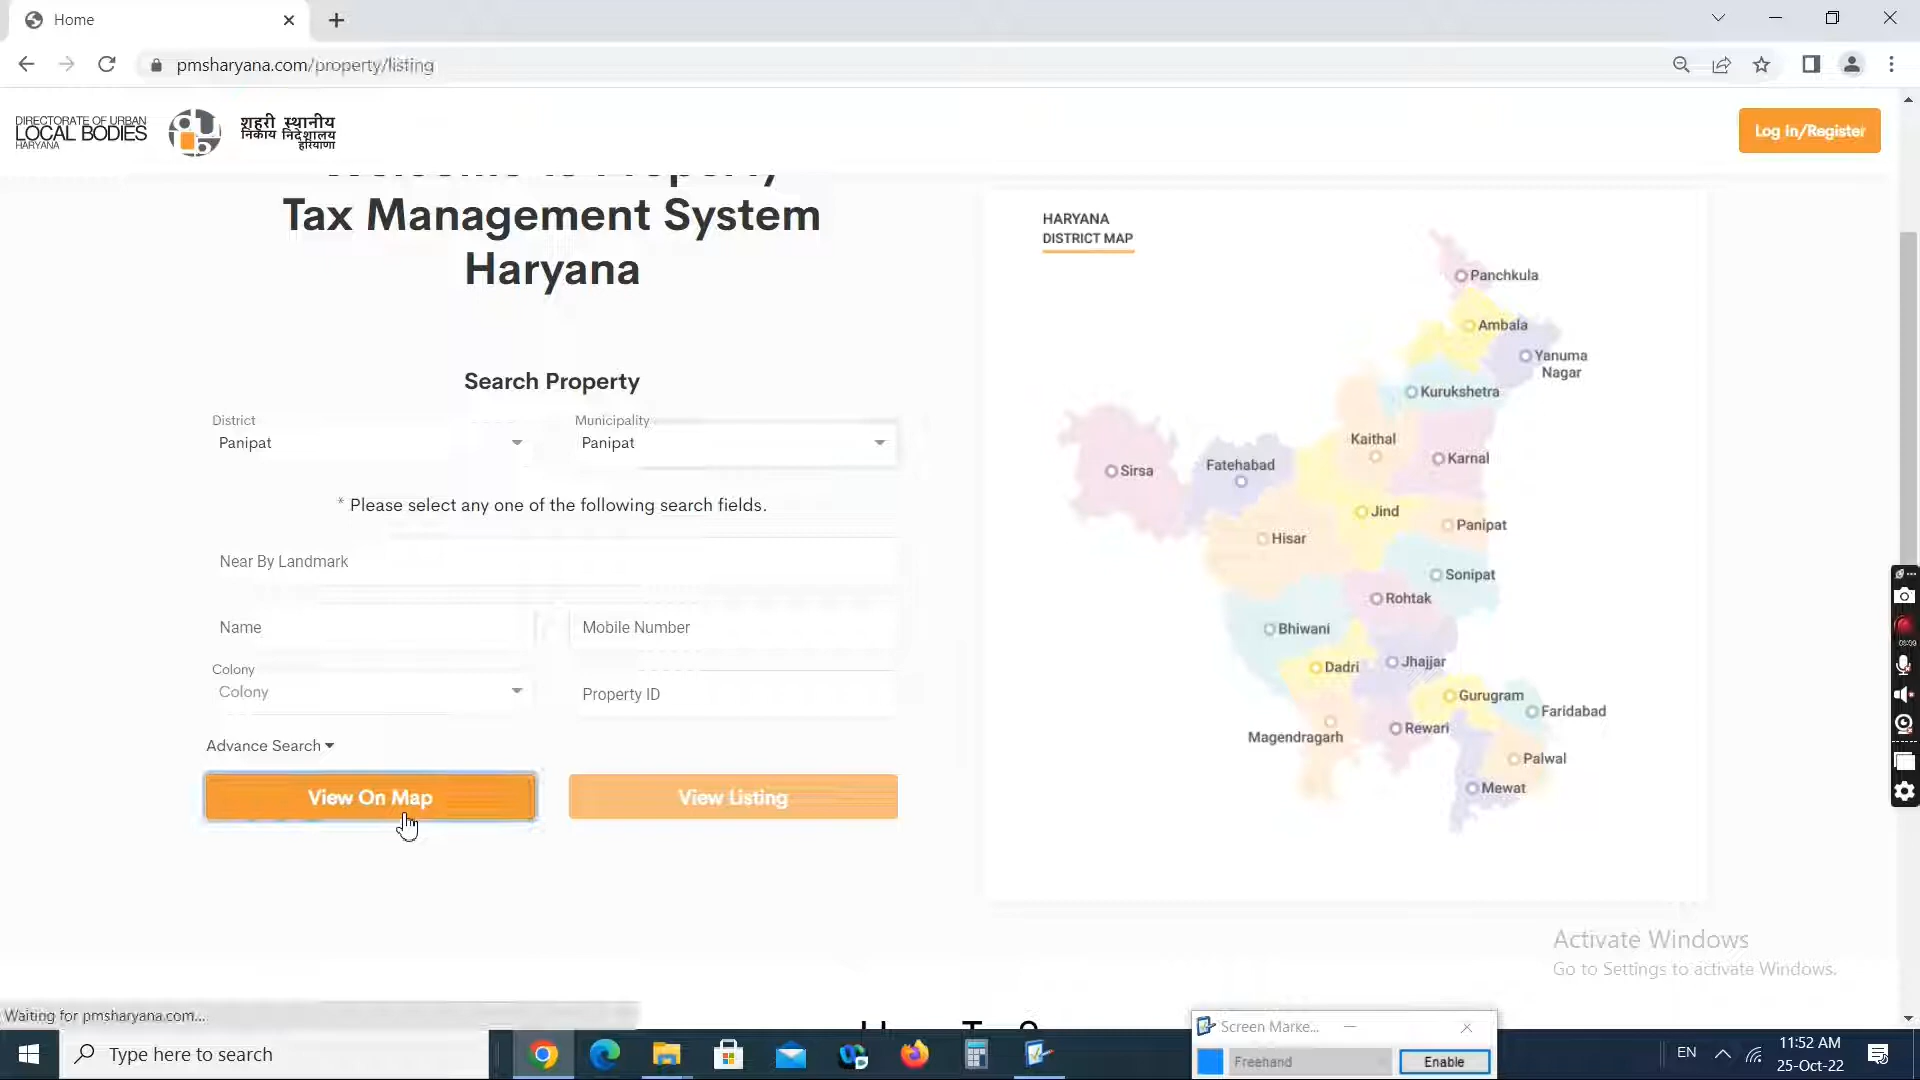 Home
pmsharyana.com/property/listing
DIRECTORATE OF URBAN
LOCAL BODIES
HARYANA
शहरी स्थानीय
निकाय निदेशालय
हरियाणा
Log in/Register
Welcome to Property
Tax Management System
Haryana
Search Property
District
Municipality
Panipat
Panipat
* Please select any one of the following search fields.
Near By Landmark
Name
Mobile Number
Colony
Colony
Property ID
Advance Search
View On Map
View Listing
HARYANA
DISTRICT MAP
Panchkula
Ambala
Yanuma
Nagar
Kurukshetra
Kaithal
Karnal
Sirsa
Fatehabad
Jind
Panipat
Hisar
Sonipat
Rohtak
Bhiwani
Jhajjar
Dadri
Gurugram
Faridabad
Rewari
Magendragarh
Palwal
Mewat
Activate Windows
Go to Settings to activate Windows.
Waiting for pmsharyana.com...
Screen Marke...
Freehand
Enable
Type here to search
EN
11:52 AM
25-Oct-22